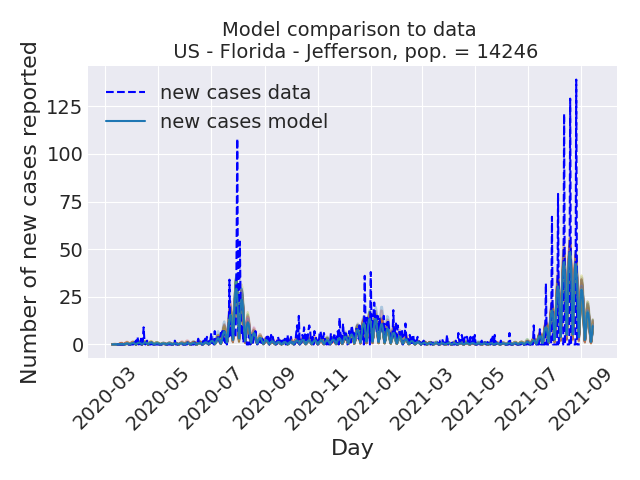 Model comparison to data
US - Florida - Jefferson, pop. = 14246
new cases data
new cases model
Number of new cases reported
125
100
75
50
25
0
2020-03
2020-05
2020-07
2020-09
2020-11
2021-01
2021-03
2021-05
2021-07
2021-09
Day